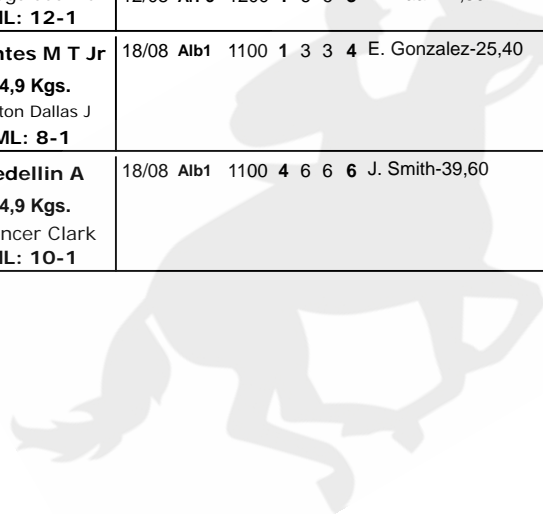 ML: 12-1
ntes M T Jr 18/08 Alb1 1100 1 3 3 4 E. Gonzalez-25,40
4,9 Kgs.
ton Dallas J
ML: 8-1
edellin A 18/08 Alb1 1100 4 6 6 6 J. Smith-39,60
4,9 Kgs.
ncer Clark
ML: 10-1